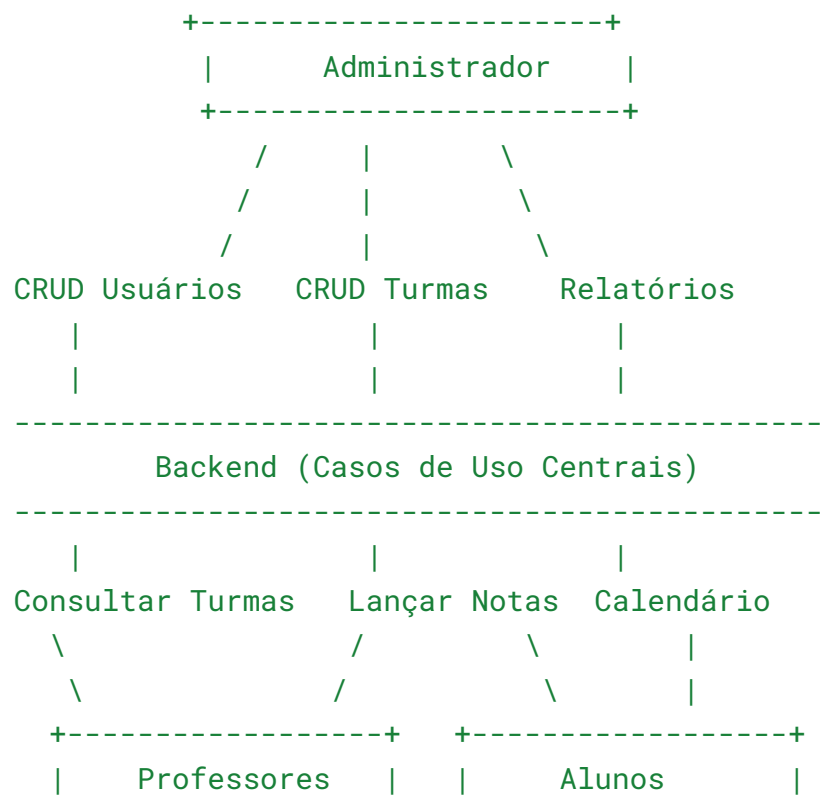 +-----------------------+
|      Administrador    |
+-----------------------+
/     |       \
/      |        \
/       |         \
CRUD Usuários   CRUD Turmas    Relatórios
|                |             |
|                |             |
----------------------------------------------
Backend (Casos de Uso Centrais)
----------------------------------------------
|                |             |
Consultar Turmas   Lançar Notas  Calendário
\                /         \        |
\              /           \       |
+------------------+   +------------------+
|    Professores   |   |     Alunos       |